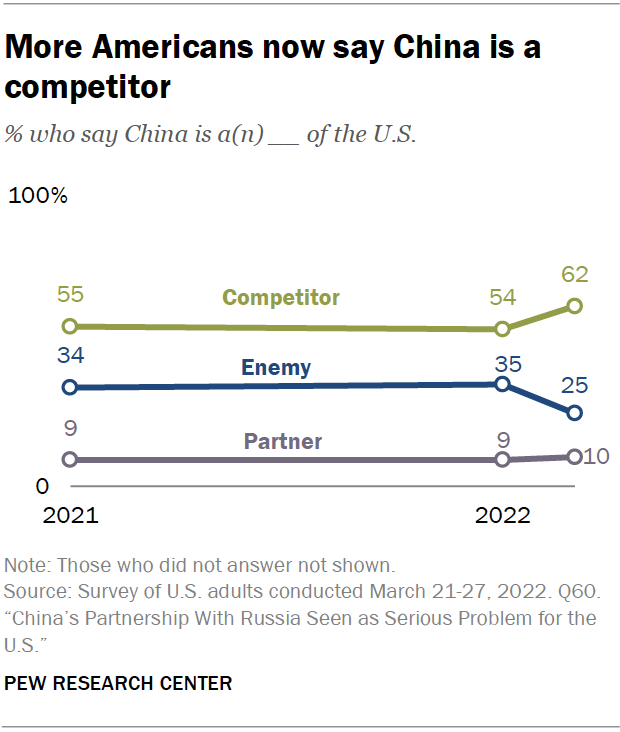 More Americans now say China is a
competitor
% who say China is a(n) __ of the U.S.
100%
55 Competitor 54 62
34 Enemy 35 25
9 Partner 9 10
0
2021 2022
Note: Those who did not answer not shown.
Source: Survey of U.S. adults conducted March 21-27, 2022. Q60.
“China’s Partnership With Russia Seen as Serious Problem for the
U.S.”
PEW RESEARCH CENTER